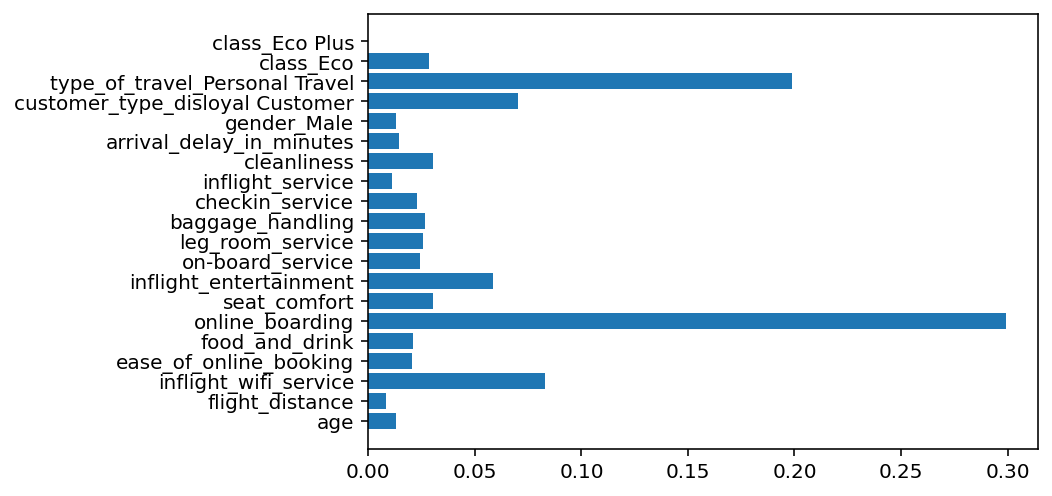 class_Eco Plus
class_Eco
type_of_travel_Personal Travel
customer_type_disloyal Customer
gender_Male
arrival_delay_in_minutes
cleanliness
inflight_service
checkin_service
baggage_handling
leg_room_service
on-board_service
inflight_entertainment
seat_comfort
online_boarding
food_and_drink
ease_of_online_booking
inflight_wifi_service
flight_distance
age
0.00 0.05 0.10 0.15 0.20 0.25 0.30